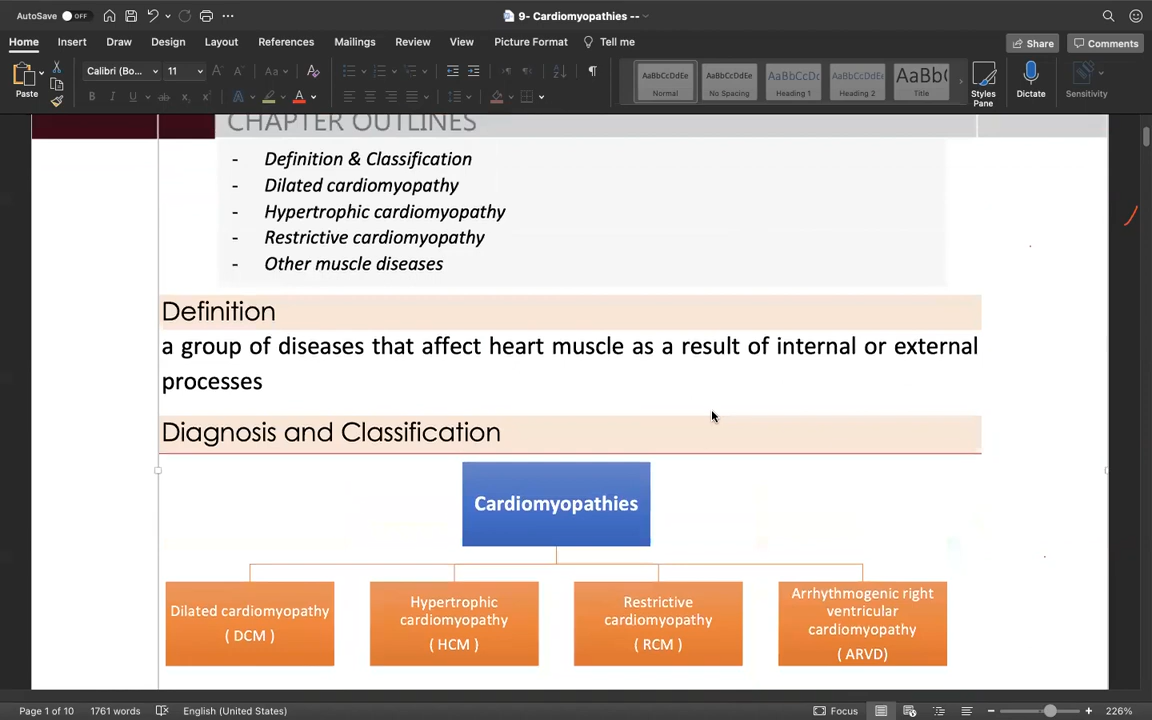 AutoSave OFF 9- Cardiomyopathies --
Home Insert Draw Design Layout References Mailings Review View Picture Format Tell me Share Comments
Paste Calibri (Bo... 11 AaBbCcDdEe Normal AaBbCcDdEe No Spacing AaBbCcDc Heading 1 AaBbCcDdEe Heading 2 AaBb( Title Styles Pane Dictate Sensitivity
CHAPTER OUTLINES
- Definition & Classification
- Dilated cardiomyopathy
- Hypertrophic cardiomyopathy
- Restrictive cardiomyopathy
- Other muscle diseases
Definition
a group of diseases that affect heart muscle as a result of internal or external
processes
Diagnosis and Classification
Cardiomyopathies
Dilated cardiomyopathy
( DCM )
Hypertrophic
cardiomyopathy
( HCM )
Restrictive
cardiomyopathy
( RCM )
Arrhythmogenic right
ventricular
cardiomyopathy
( ARVD)
Page 1 of 10 1761 words English (United States) Focus 226%